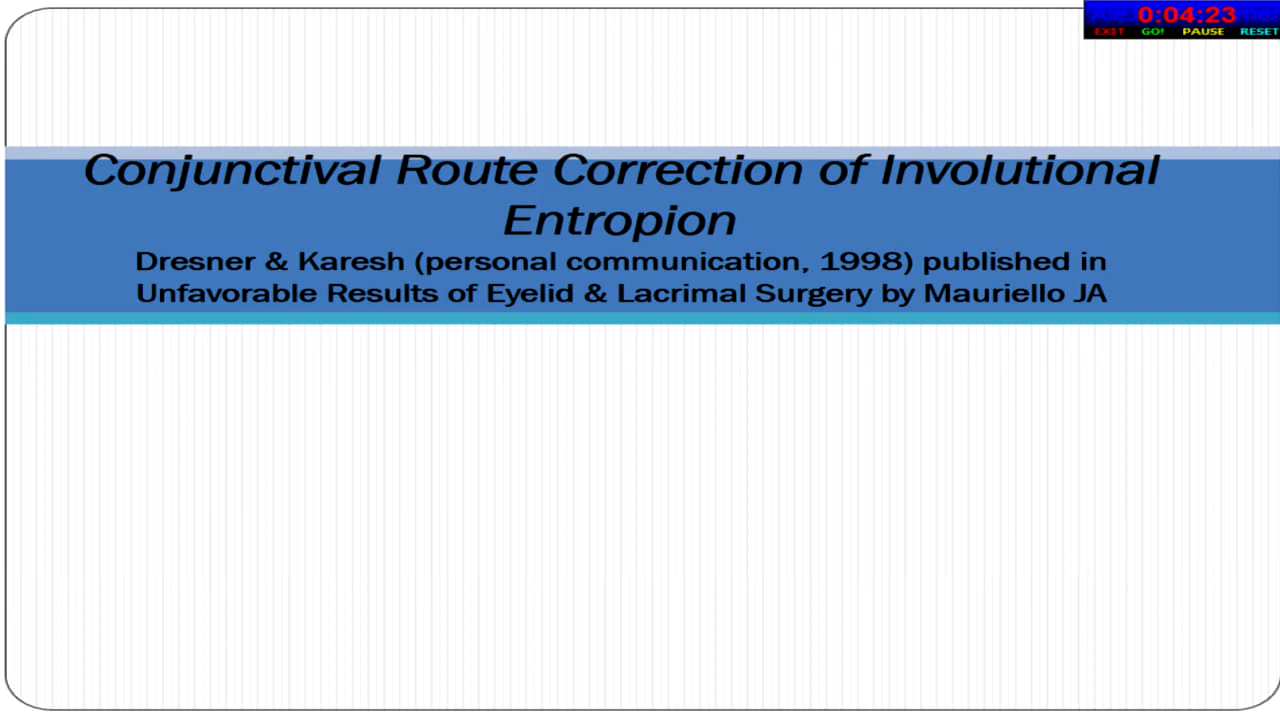 0:04:23
EXIT GO! PAUSE RESET
Conjunctival Route Correction of Involutional
Entropion
Dresner & Karesh (personal communication, 1998) published in
Unfavorable Results of Eyelid & Lacrimal Surgery by Mauriello JA